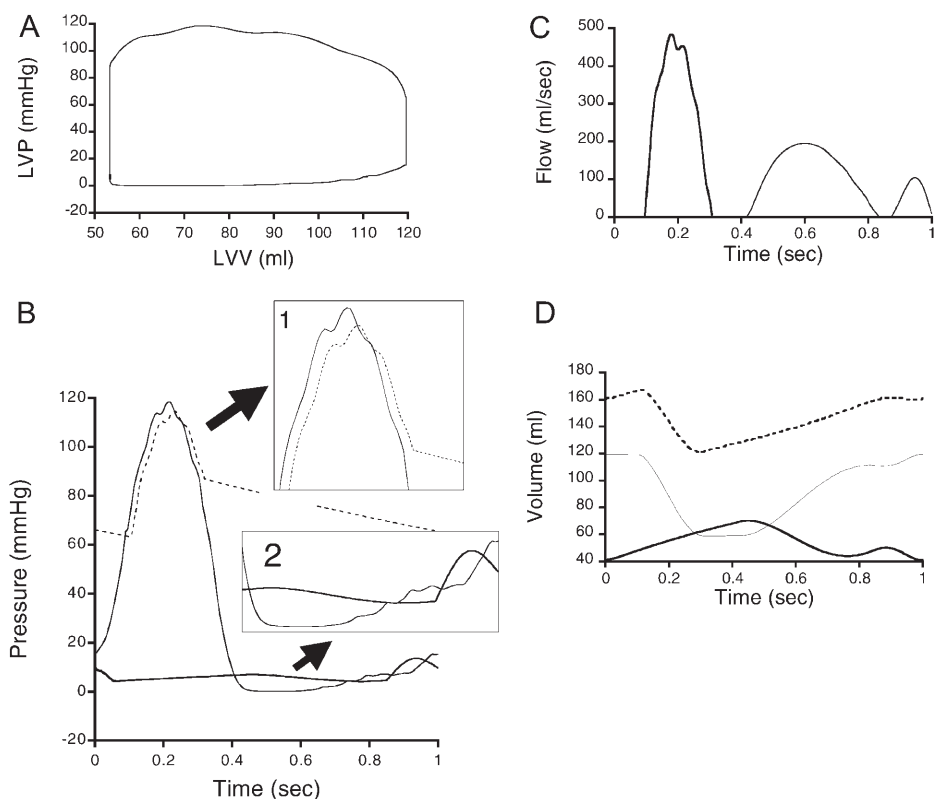 A
120
100
80
60
40
20
0
-20
LVP (mmHg)
50 60 70 80 90 100 110 120
LVV (ml)
C
500
400
300
200
100
0
Flow (ml/sec)
0 0.2 0.4 0.6 0.8 1
Time (sec)
B
120
100
80
60
40
20
0
-20
Pressure (mmHg)
1
2
0 0.2 0.4 0.6 0.8 1
Time (sec)
D
180
160
140
120
100
80
60
40
Volume (ml)
0 0.2 0.4 0.6 0.8 1
Time (sec)